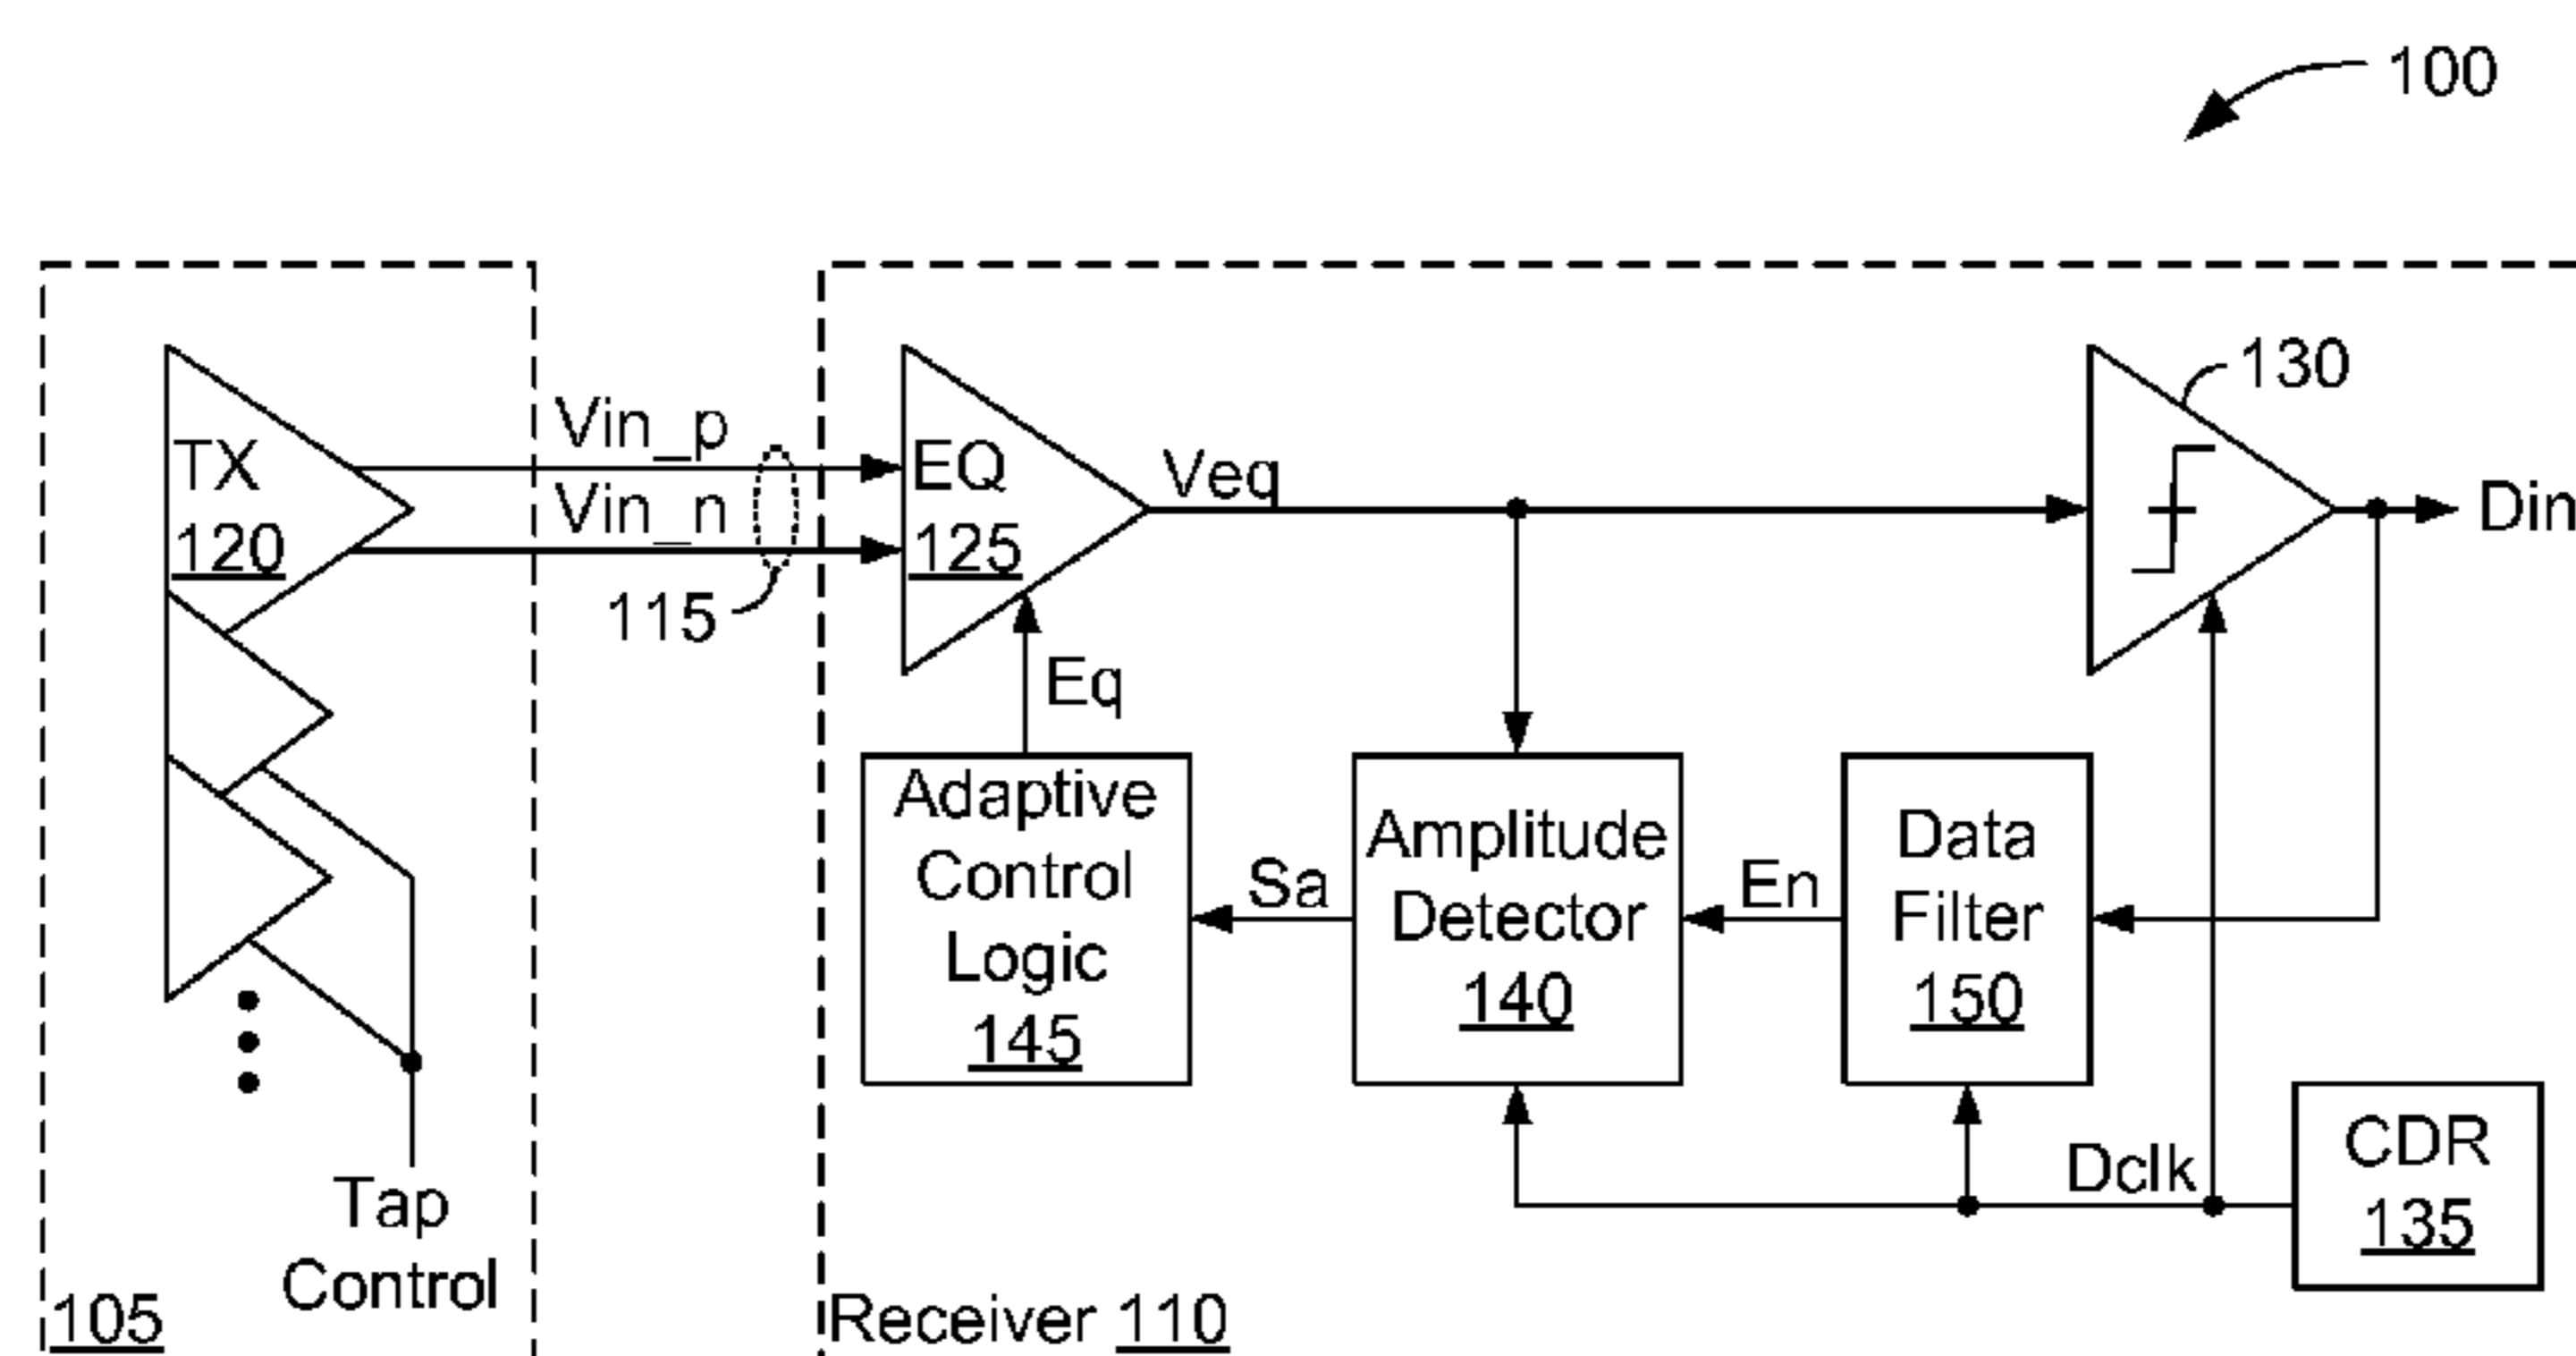 100
130
Vin_p
TX
120
EQ
125
Veq
Din
Vin_n
115
Eq
Adaptive
Control
Logic
145
Sa
Amplitude
Detector
140
En
Data
Filter
150
Dclk
CDR
135
Tap
Control
105
Receiver 110